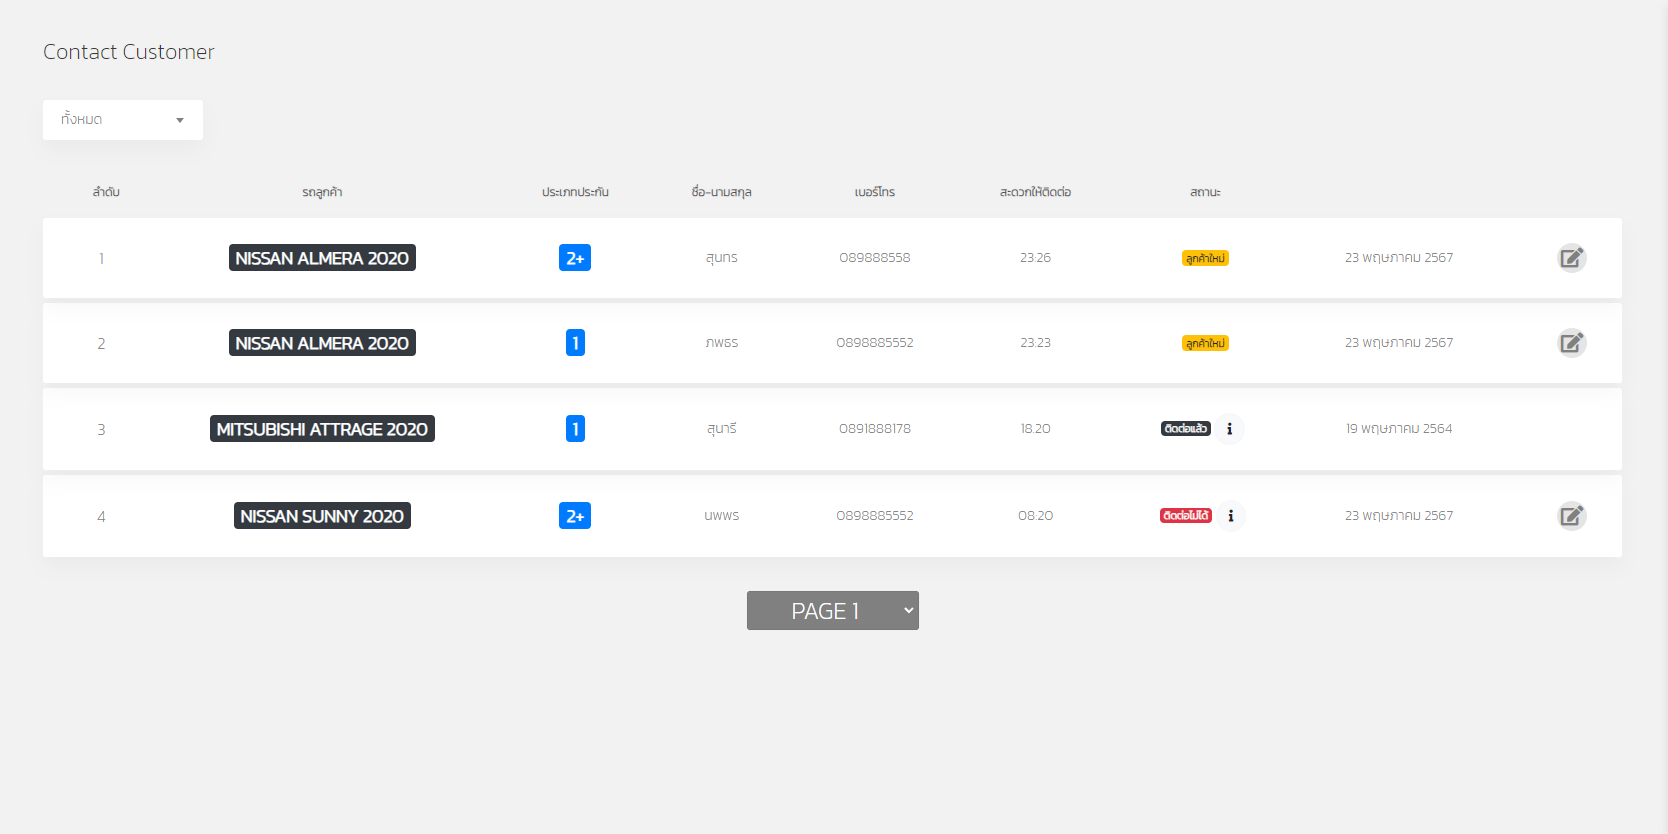 Contact Customer
ทั้งหมด
ลำดับ รถลูกค้า ประเภทประกัน ชื่อ-นามสกุล เบอร์โทร สะดวกให้ติดต่อ สถานะ
1 NISSAN ALMERA 2020 2+ สุนทร 089888558 23:26 ลูกค้าใหม่ 23 พฤษภาคม 2567
2 NISSAN ALMERA 2020 1 ภพธร 0898885552 23:23 ลูกค้าใหม่ 23 พฤษภาคม 2567
3 MITSUBISHI ATTRAGE 2020 1 สุนารี 0891888178 18:20 ติดต่อแล้ว 19 พฤษภาคม 2564
4 NISSAN SUNNY 2020 2+ นพพร 0898885552 08:20 ติดต่อไม่ได้ 23 พฤษภาคม 2567
PAGE 1